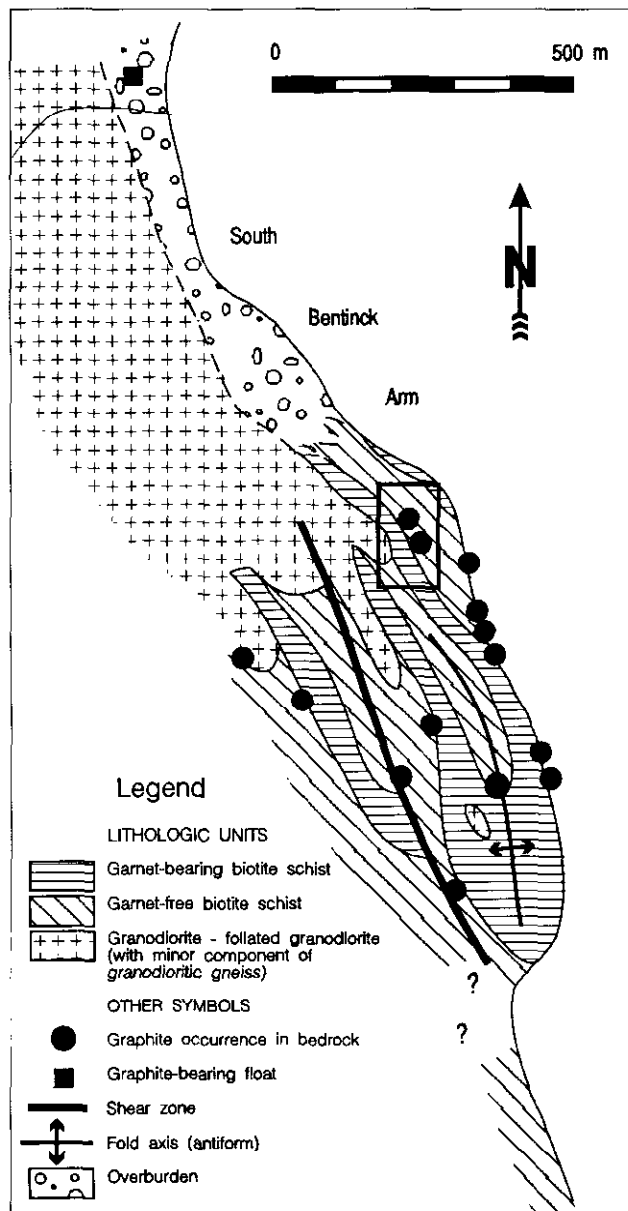 0 500 m
N
South
Bentinck
Arm
?
?
Legend
LITHOLOGIC UNITS
Garnet-bearing biotite schist
Garnet-free biotite schist
Granodiorite - foliated granodiorite
(with minor component of
granodioritic gneiss)
OTHER SYMBOLS
Graphite occurrence in bedrock
Graphite-bearing float
Shear zone
Fold axis (antiform)
Overburden